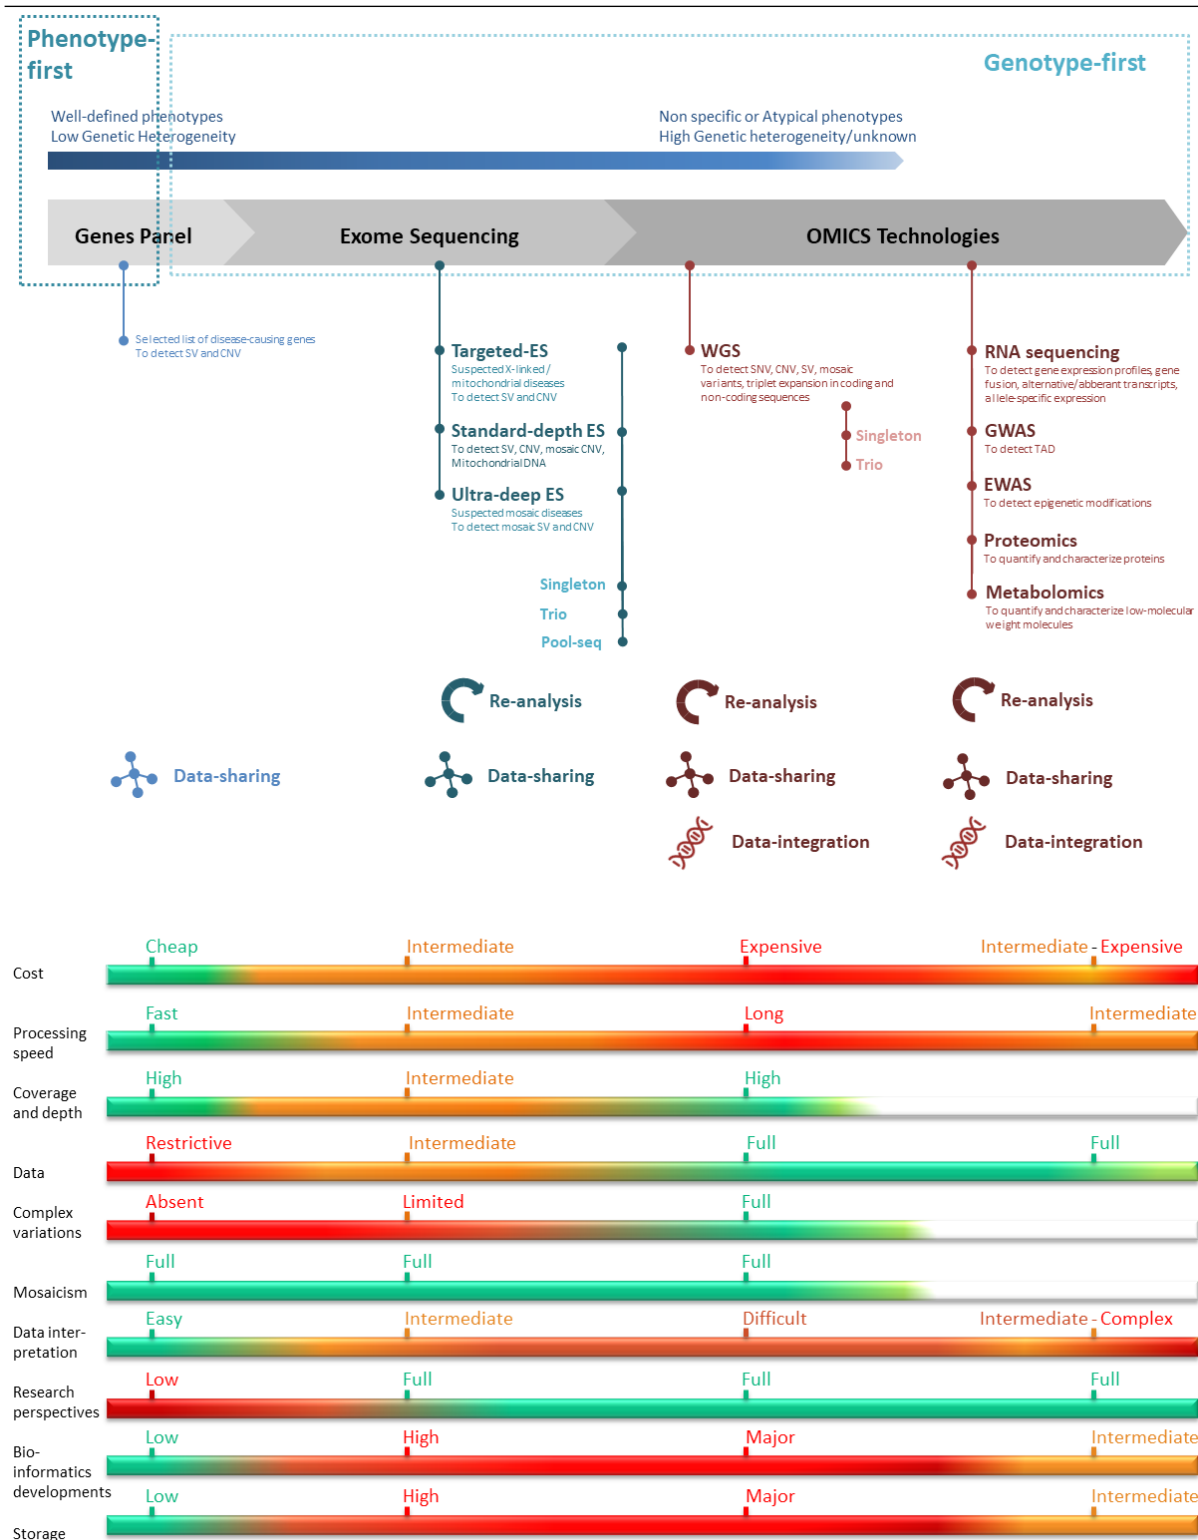 Phenotype-
first
Genotype-first
Well-defined phenotypes
Low Genetic Heterogeneity
Non specific or Atypical phenotypes
High Genetic heterogeneity/unknown
Genes Panel
Exome Sequencing
OMICS Technologies
Selected list of disease-causing genes
To detect SV and CNV
Targeted-ES
Suspected X-linked /
mitochondrial diseases
To detect SV and CNV
Standard-depth ES
To detect SV, CNV, mosaic CNV,
Mitochondrial DNA
Ultra-deep ES
Suspected mosaic diseases
To detect mosaic SV and CNV
Singleton
Trio
Pool-seq
WGS
To detect SNV, CNV, SV, mosaic
variants, triplet expansion in coding and
non-coding sequences
Singleton
Trio
RNA sequencing
To detect gene expression profiles, gene
fusion, alternative/abberant transcripts,
allele-specific expression
GWAS
To detect TAD
EWAS
To detect epigenetic modifications
Proteomics
To quantify and characterize proteins
Metabolomics
To quantify and characterize low-molecular
weight molecules
Re-analysis
Re-analysis
Re-analysis
Data-sharing
Data-sharing
Data-sharing
Data-sharing
Data-integration
Data-integration
Cost
Cheap
Intermediate
Expensive
Intermediate - Expensive
Processing
speed
Fast
Intermediate
Long
Intermediate
Coverage
and depth
High
Intermediate
High
Data
Restrictive
Intermediate
Full
Full
Complex
variations
Absent
Limited
Full
Mosaicism
Full
Full
Full
Data inter-
pretation
Easy
Intermediate
Difficult
Intermediate - Complex
Research
perspectives
Low
Full
Full
Full
Bio-
informatics
developments
Low
High
Major
Intermediate
Storage
Low
High
Major
Intermediate